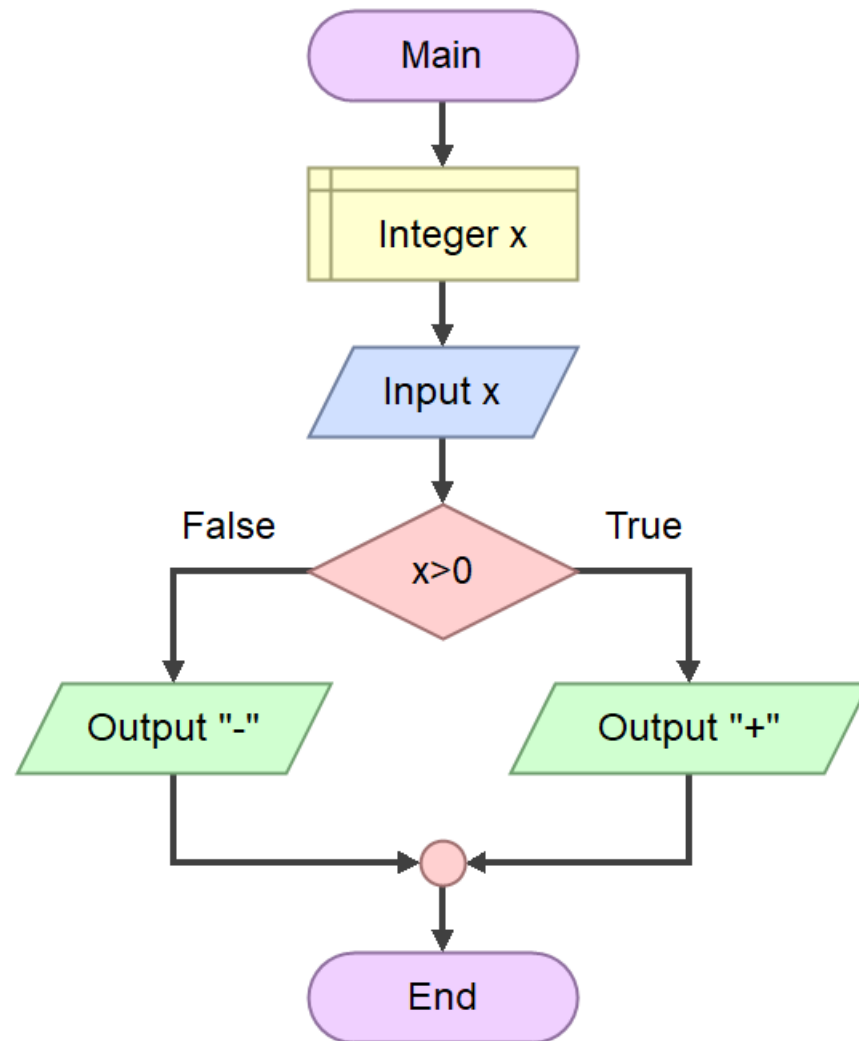 Main
Integer x
Input x
False
True
x>0
Output "-"
Output "+"
End